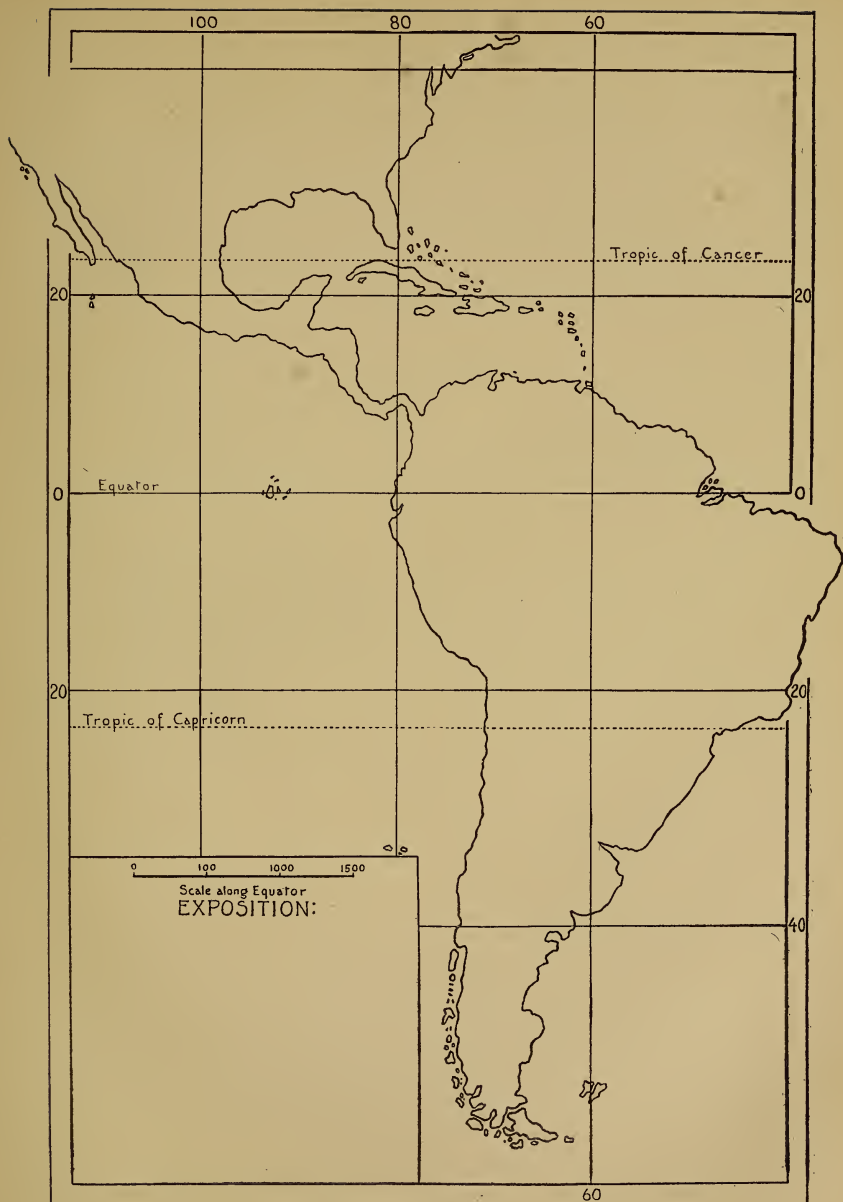 100 80 60
Tropic of Cancer
20 20
Equator
0 0
20 20
Tropic of Capricorn
0 100 1000 1500
Scale along Equator
EXPOSITION:
40
60